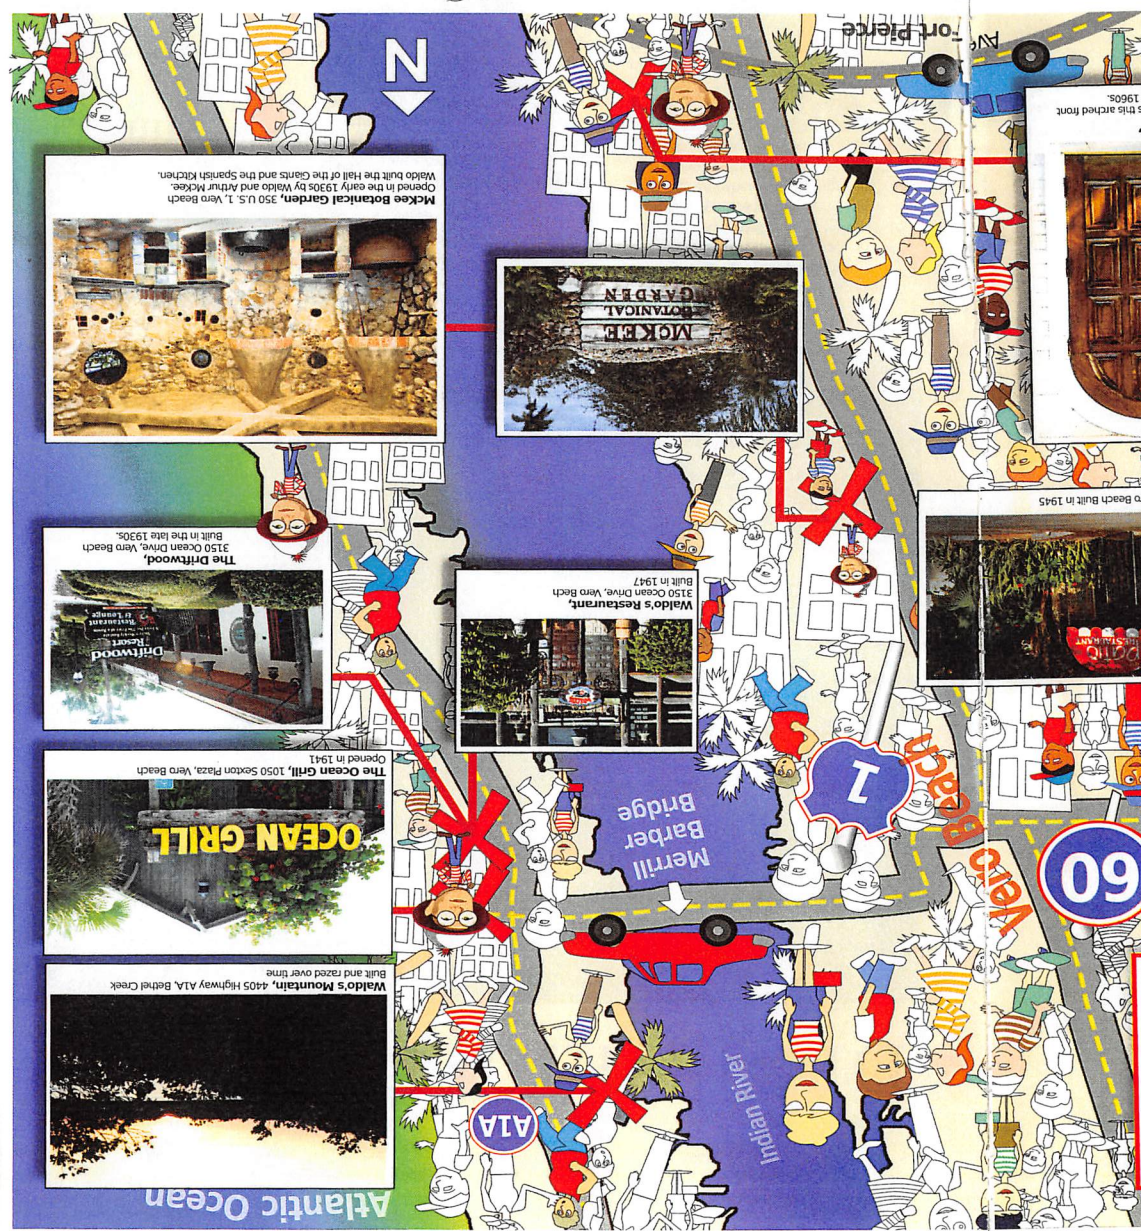 Atlantic Ocean
A1A
Indian River
Waldo's Mountain, 4405 Highway A1A, Bethel Creek
Built and razed over time
60
Vero Beach
Merrill
Barber
Bridge
1
OCEAN GRILL
The Ocean Grill, 1050 Sexton Plaza, Vero Beach
Opened in 1941
Patio
RESTAURANT
o Beach Built in 1945
Waldo's Restaurant,
3150 Ocean Drive, Vero Bech
Built in 1947
Driftwood
Resort
Restaurant
& Lounge
The Driftwood,
3150 Ocean Drive, Vero Beach
Built in the late 1930s.
McKEE
BOTANICAL
GARDEN
McKee Botanical Garden, 350 U.S. 1, Vero Beach
Opened in the early 1930s by Waldo and Arthur McKee.
Waldo built the Hall of the Giants and the Spanish Kitchen.
s this arched front
1960s.
N
Ave
Fort Pierce